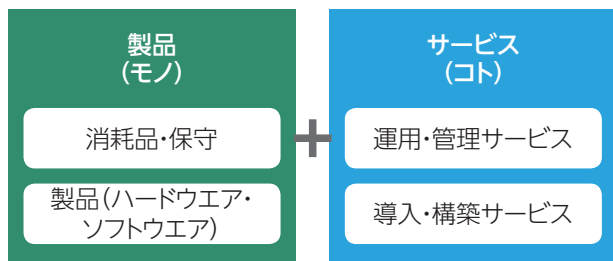 製品
(モノ)
消耗品・保守
製品(ハードウエア・
ソフトウエア)
+
サービス
(コト)
運用・管理サービス
導入・構築サービス